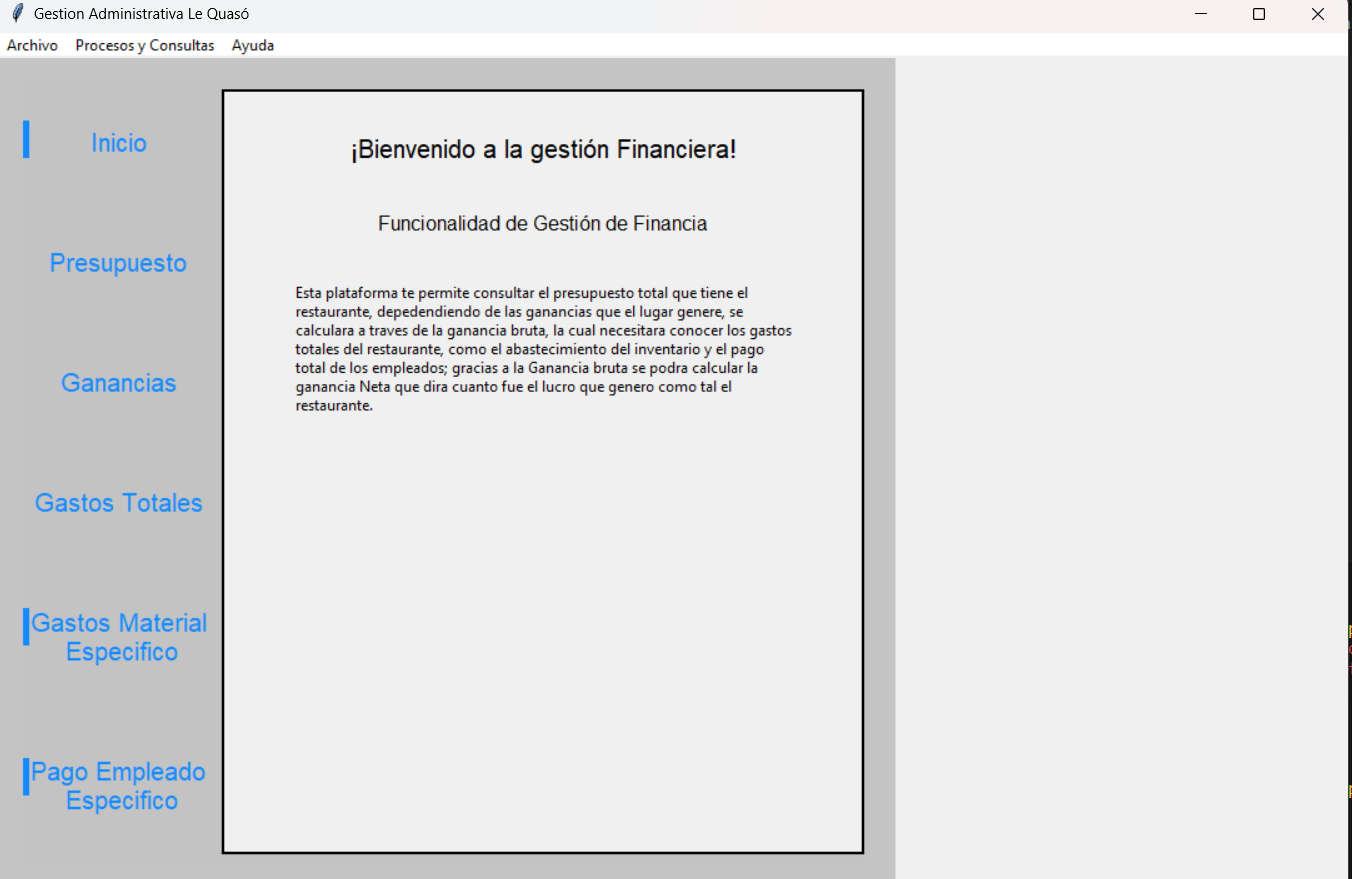 Gestion Administrativa Le Quasó
Archivo Procesos y Consultas Ayuda
Inicio
Presupuesto
Ganancias
Gastos Totales
Gastos Material
Especifico
Pago Empleado
Especifico
¡Bienvenido a la gestión Financiera!
Funcionalidad de Gestión de Financia
Esta plataforma te permite consultar el presupuesto total que tiene el
restaurante, depedendiendo de las ganancias que el lugar genere, se
calculara a traves de la ganancia bruta, la cual necesitara conocer los gastos
totales del restaurante, como el abastecimiento del inventario y el pago
total de los empleados; gracias a la Ganancia bruta se podra calcular la
ganancia Neta que dira cuanto fue el lucro que genero como tal el
restaurante.